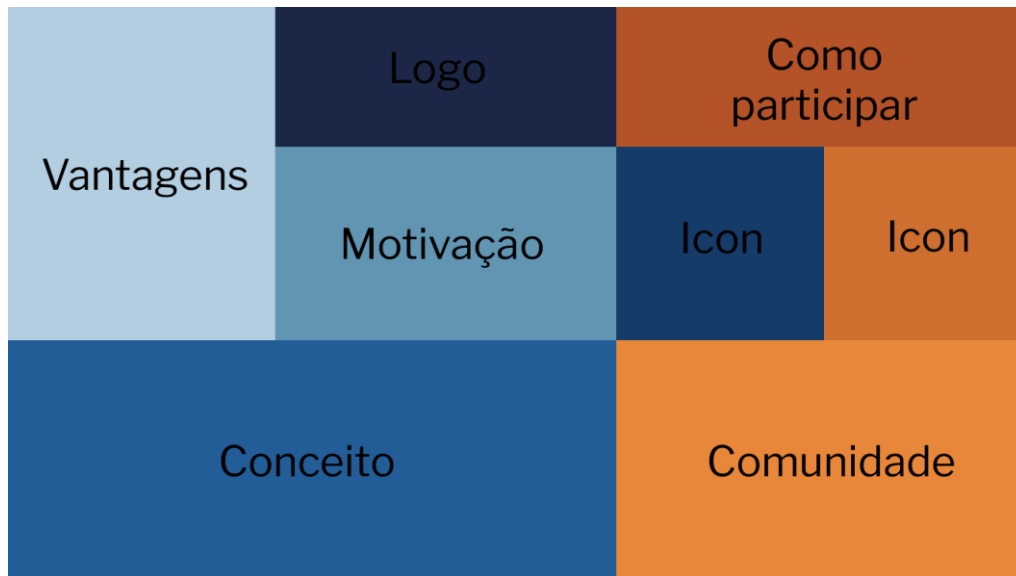 Vantagens
Logo
Como
participar
Motivação
Icon
Icon
Conceito
Comunidade